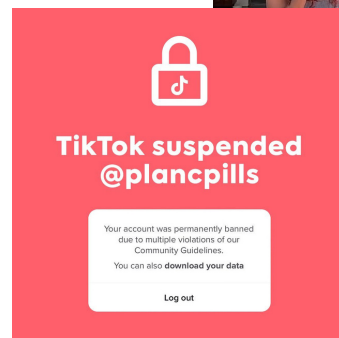 TikTok suspended
@plancpills
Your account was permanently banned
due to multiple violations of our
Community Guidelines.
You can also download your data
Log out